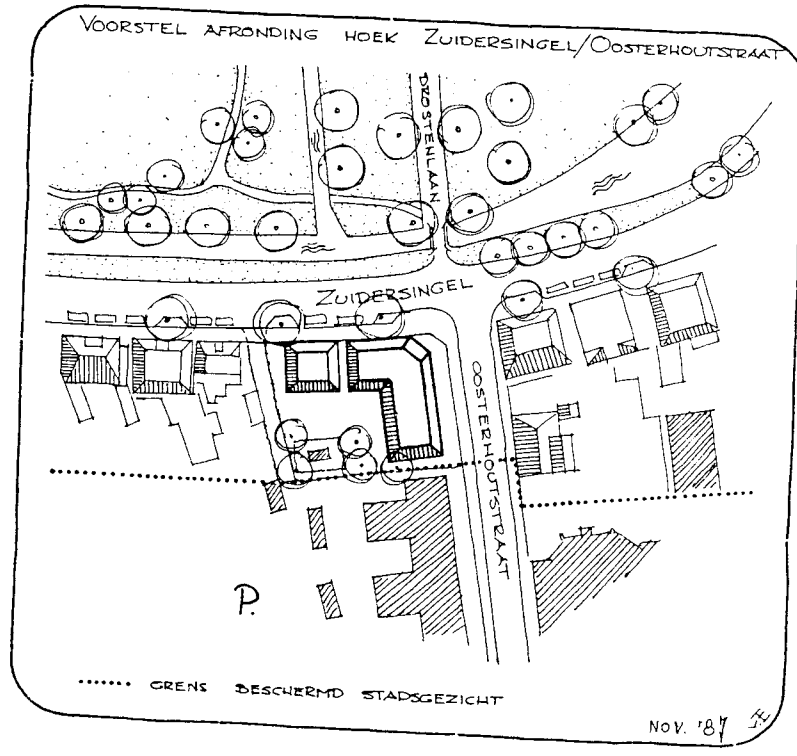 VOORSTEL AFRONDING HOEK ZUIDERSINGEL/OOSTERHOUTSTRAAT
DROSTENLAAN
ZUIDERSINGEL
OOSTERHOUTSTRAAT
P.
...... GRENS BESCHERMD STADSGEZICHT
NOV. '87